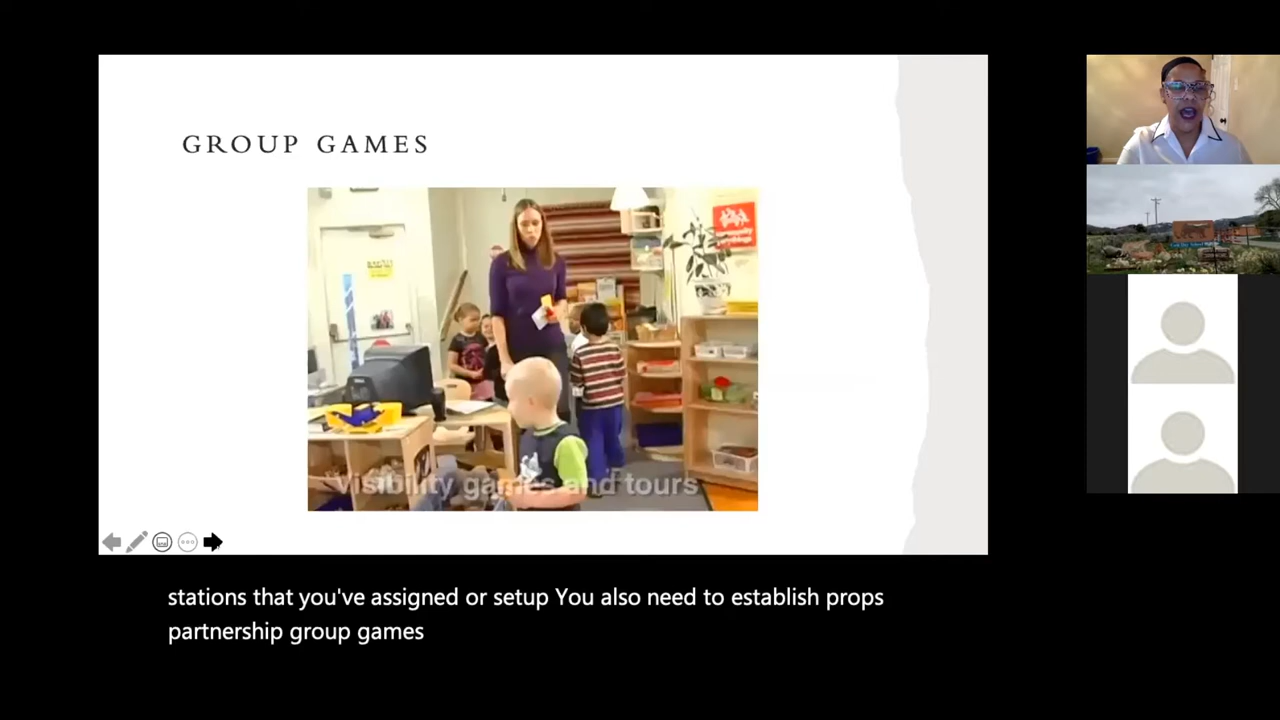 GROUP GAMES
Visibility games and tours
stations that you've assigned or setup You also need to establish props
partnership group games